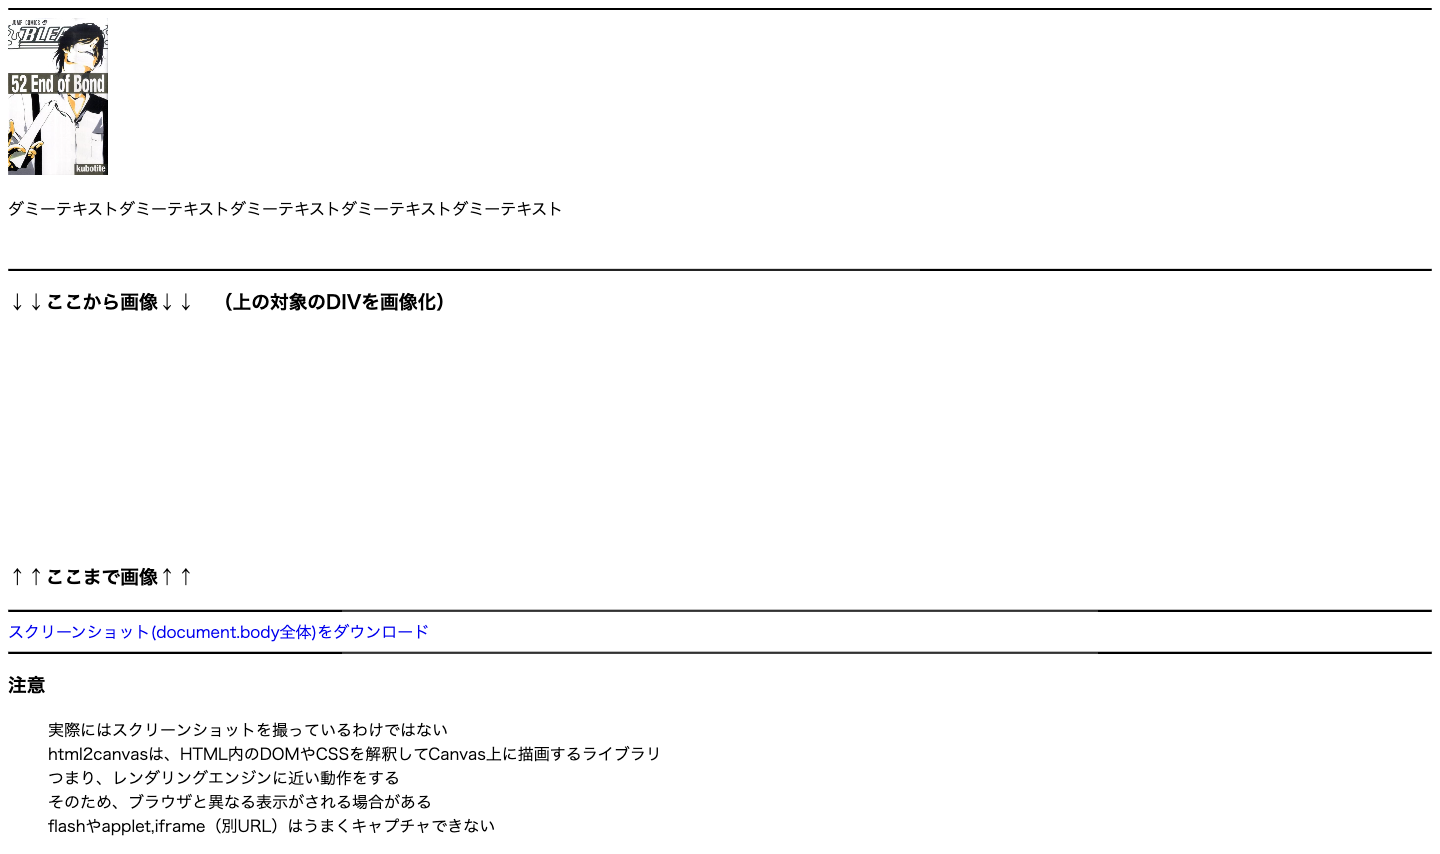 JUMP COMICS
BLEA
52 End of Bond
kubotite
ダミーテキストダミーテキストダミーテキストダミーテキストダミーテキスト
↓↓ここから画像↓↓　（上の対象のDIVを画像化）
↑↑ここまで画像↑↑
スクリーンショット(document.body全体)をダウンロード
注意
実際にはスクリーンショットを撮っているわけではない
html2canvasは、HTML内のDOMやCSSを解釈してCanvas上に描画するライブラリ
つまり、レンダリングエンジンに近い動作をする
そのため、ブラウザと異なる表示がされる場合がある
flashやapplet,iframe（別URL）はうまくキャプチャできない